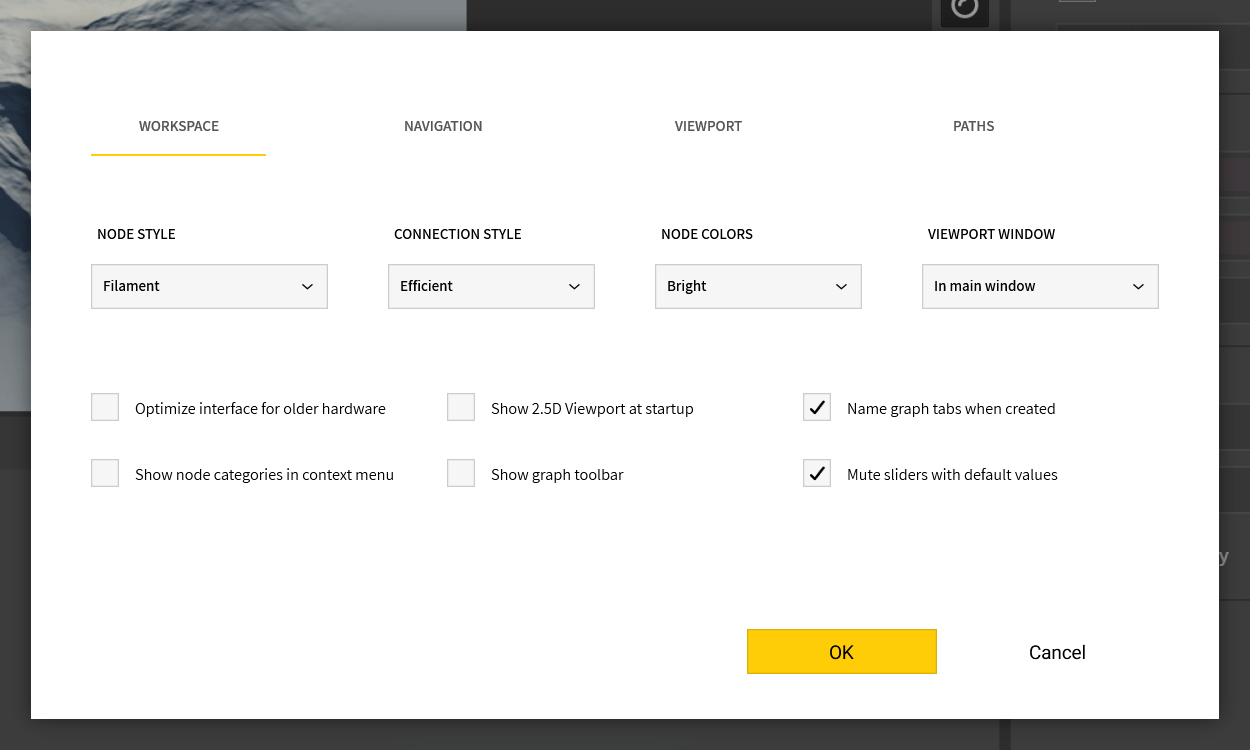 WORKSPACE NAVIGATION VIEWPORT PATHS
NODE STYLE CONNECTION STYLE NODE COLORS VIEWPORT WINDOW
Filament Efficient Bright In main window
Optimize interface for older hardware Show 2.5D Viewport at startup Name graph tabs when created
Show node categories in context menu Show graph toolbar Mute sliders with default values
OK Cancel